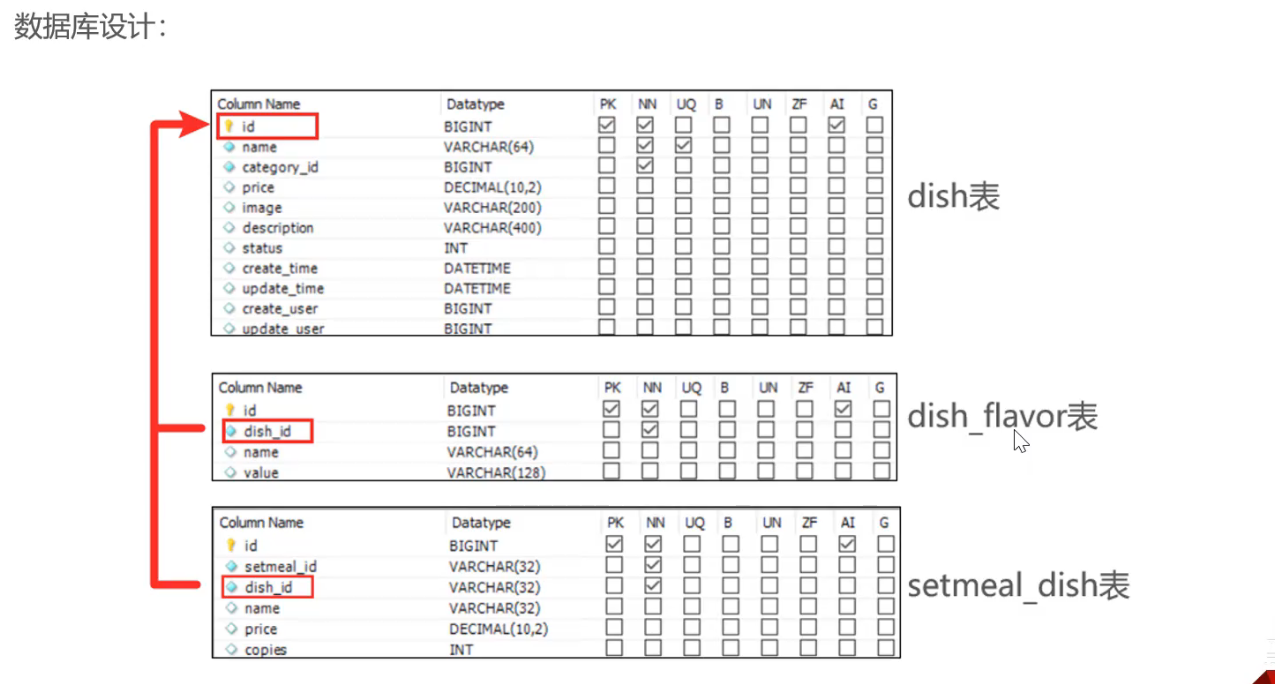 数据库设计：
Column Name Datatype PK NN UQ B UN ZF AI G
id BIGINT
name VARCHAR(64)
category_id BIGINT
price DECIMAL(10,2)
image VARCHAR(200)
description VARCHAR(400)
status INT
create_time DATETIME
update_time DATETIME
create_user BIGINT
update_user BIGINT
dish表
Column Name Datatype PK NN UQ B UN ZF AI G
id BIGINT
dish_id BIGINT
name VARCHAR(64)
value VARCHAR(128)
dish_flavor表
Column Name Datatype PK NN UQ B UN ZF AI G
id BIGINT
setmeal_id VARCHAR(32)
dish_id VARCHAR(32)
name VARCHAR(32)
price DECIMAL(10,2)
copies INT
setmeal_dish表